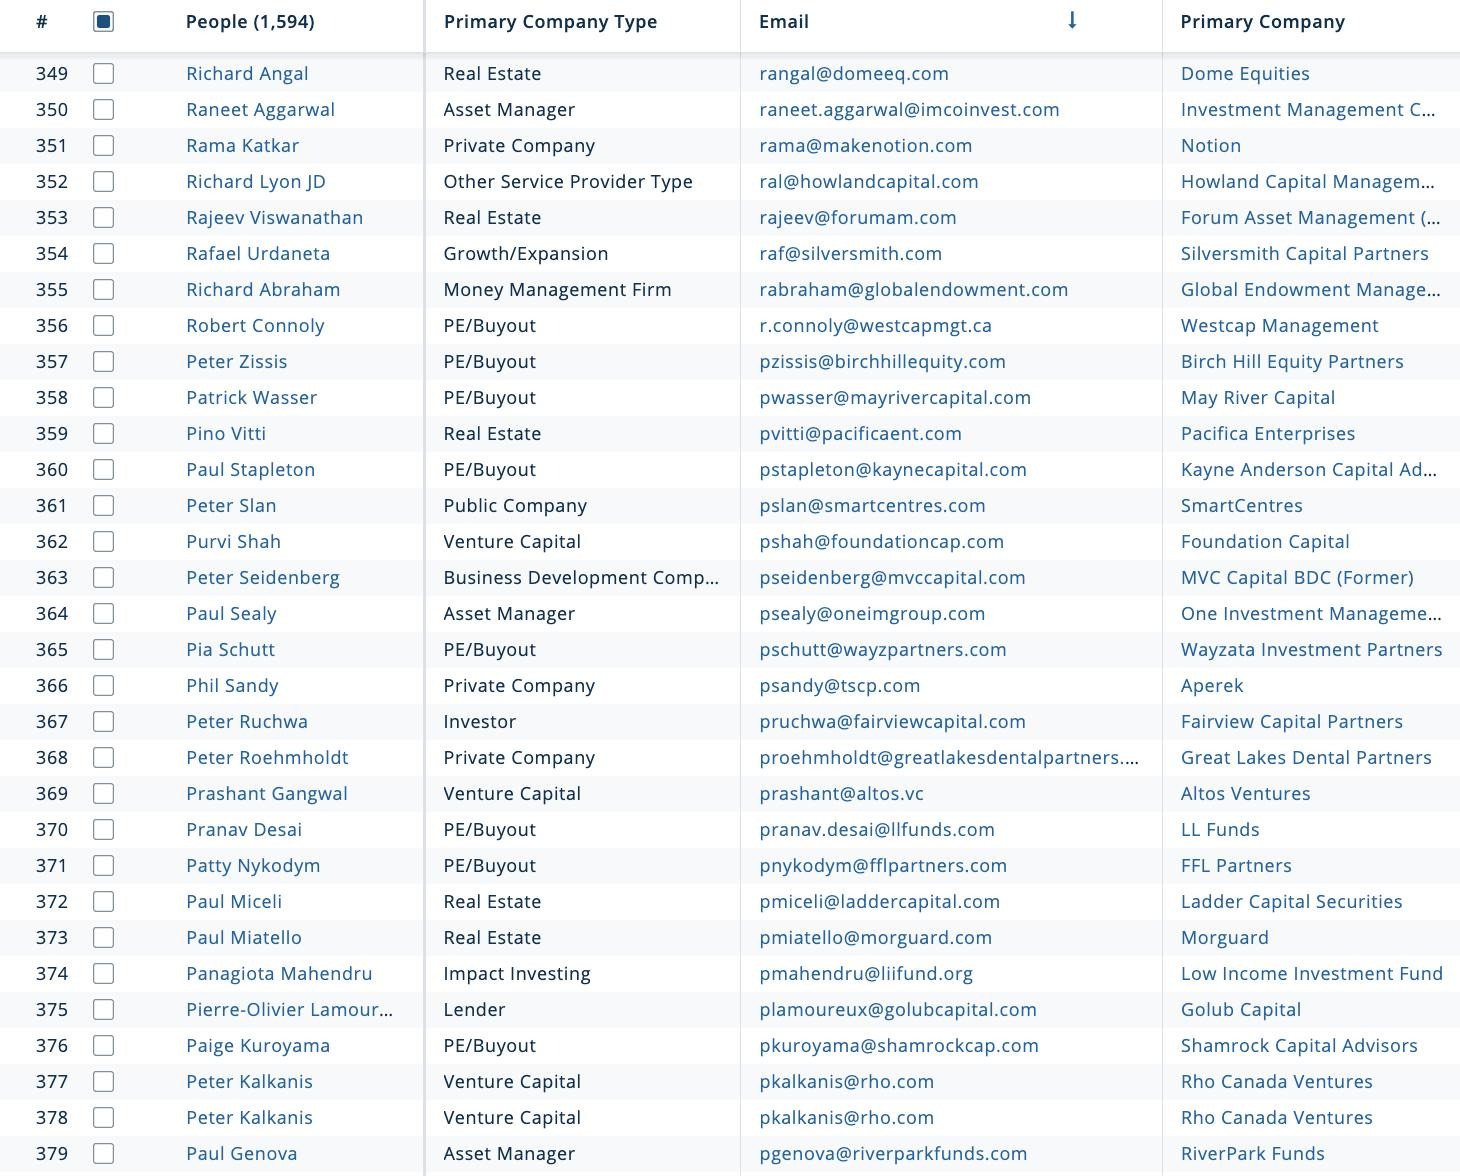 # People (1,594) Primary Company Type Email ↓ Primary Company
349 Richard Angal Real Estate rangal@domeeq.com Dome Equities
350 Raneet Aggarwal Asset Manager raneet.aggarwal@imcoinvest.com Investment Management C...
351 Rama Katkar Private Company rama@makenotion.com Notion
352 Richard Lyon JD Other Service Provider Type ral@howlandcapital.com Howland Capital Managem...
353 Rajeev Viswanathan Real Estate rajeev@forumam.com Forum Asset Management (...
354 Rafael Urdaneta Growth/Expansion raf@silversmith.com Silversmith Capital Partners
355 Richard Abraham Money Management Firm rabraham@globalendowment.com Global Endowment Manage...
356 Robert Connoly PE/Buyout r.connoly@westcapmgt.ca Westcap Management
357 Peter Zissis PE/Buyout pzissis@birchhillequity.com Birch Hill Equity Partners
358 Patrick Wasser PE/Buyout pwasser@mayrivercapital.com May River Capital
359 Pino Vitti Real Estate pvitti@pacificaent.com Pacifica Enterprises
360 Paul Stapleton PE/Buyout pstapleton@kaynecapital.com Kayne Anderson Capital Ad...
361 Peter Slan Public Company pslan@smartcentres.com SmartCentres
362 Purvi Shah Venture Capital pshah@foundationcap.com Foundation Capital
363 Peter Seidenberg Business Development Comp... pseidenberg@mvccapital.com MVC Capital BDC (Former)
364 Paul Sealy Asset Manager psealy@oneimgroup.com One Investment Manageme...
365 Pia Schutt PE/Buyout pschutt@wayzpartners.com Wayzata Investment Partners
366 Phil Sandy Private Company psandy@tscp.com Aperek
367 Peter Ruchwa Investor pruchwa@fairviewcapital.com Fairview Capital Partners
368 Peter Roehmholdt Private Company proehmholdt@greatlakesdentalpartners.... Great Lakes Dental Partners
369 Prashant Gangwal Venture Capital prashant@altos.vc Altos Ventures
370 Pranav Desai PE/Buyout pranav.desai@llfunds.com LL Funds
371 Patty Nykodym PE/Buyout pnykodym@fflpartners.com FFL Partners
372 Paul Miceli Real Estate pmiceli@laddercapital.com Ladder Capital Securities
373 Paul Miatello Real Estate pmiatello@morguard.com Morguard
374 Panagiota Mahendru Impact Investing pmahendru@liifund.org Low Income Investment Fund
375 Pierre-Olivier Lamour... Lender plamoureux@golubcapital.com Golub Capital
376 Paige Kuroyama PE/Buyout pkuroyama@shamrockcap.com Shamrock Capital Advisors
377 Peter Kalkanis Venture Capital pkalkanis@rho.com Rho Canada Ventures
378 Peter Kalkanis Venture Capital pkalkanis@rho.com Rho Canada Ventures
379 Paul Genova Asset Manager pgenova@riverparkfunds.com RiverPark Funds